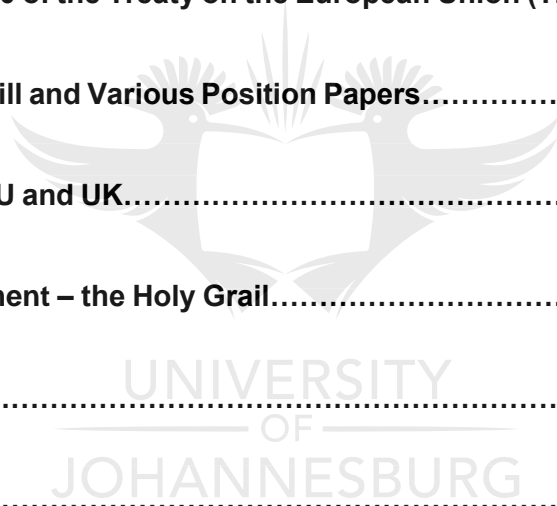 of the Treaty on the European Union (
ill and Various Position Papers……………
U and UK……………………………………………
ment – the Holy Grail…………………………
………………………………………………………………
UNIVERSITY
OF
JOHANNESBURG